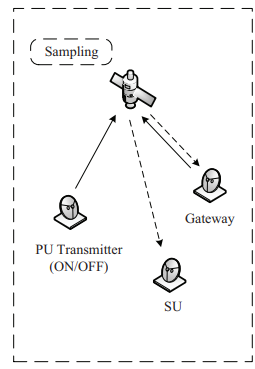 Sampling
Gateway
PU Transmitter
(ON/OFF)
SU